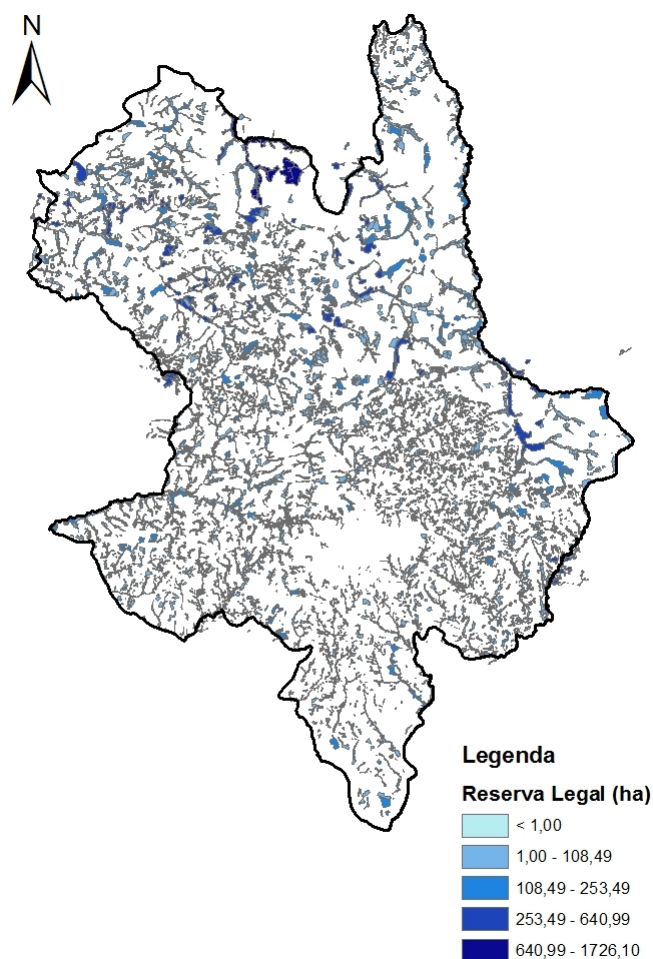 N
Legenda
Reserva Legal (ha)
< 1,00
1,00 - 108,49
108,49 - 253,49
253,49 - 640,99
640,99 - 1726,10